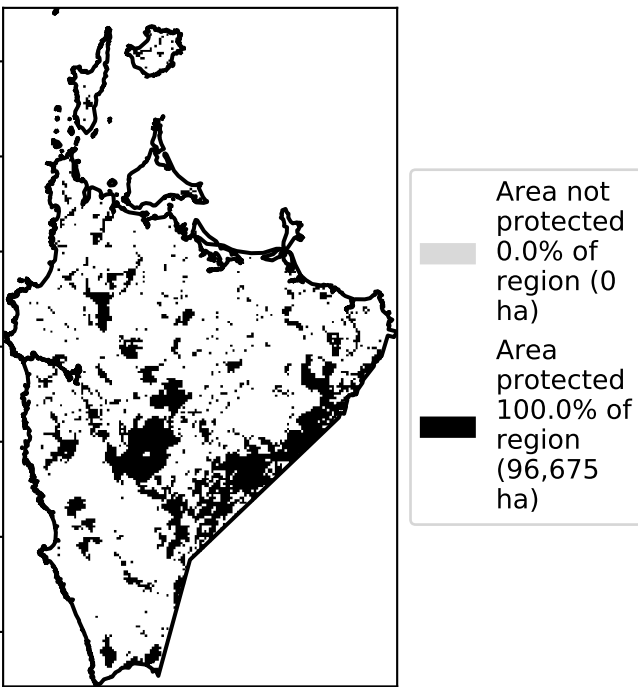 Area not
protected
0.0% of
region (0
ha)
Area
protected
100.0% of
region
(96,675
ha)